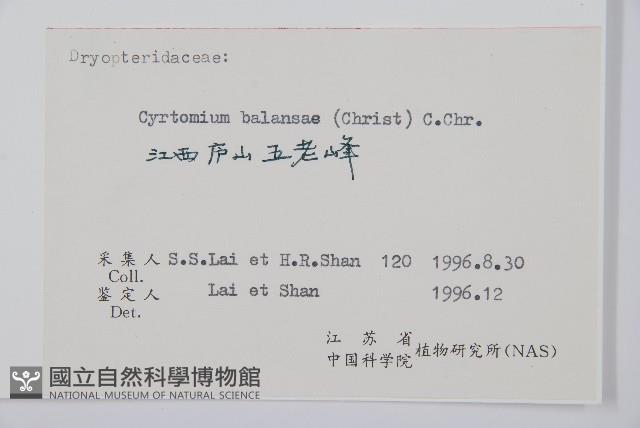 Dryopteridaceae:
Cyrtomium balansae (Christ) C.Chr.
江西庐山五老峰
采集人 S.S.Lai et H.R.Shan 120 1996.8.30
Coll.
鉴定人 Lai et Shan 1996.12
Det.
江苏省
中国科学院 植物研究所(NAS)
國立自然科學博物館
NATIONAL MUSEUM OF NATURAL SCIENCE